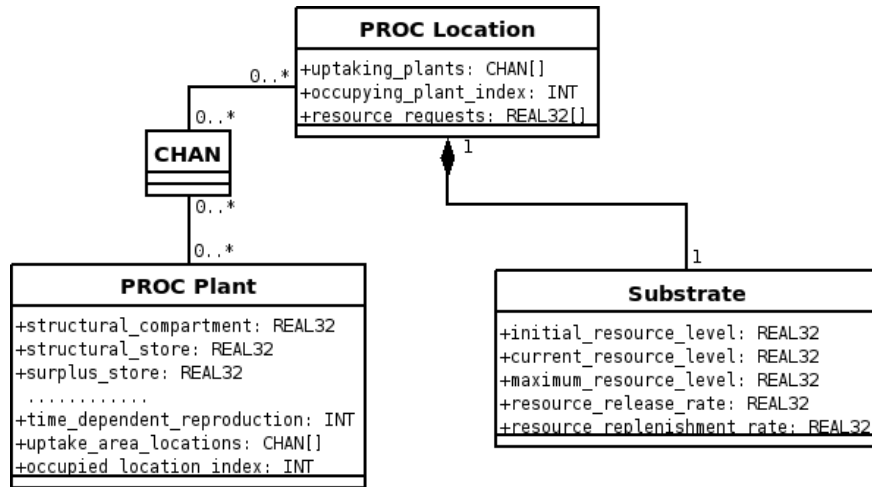 PROC Location
+uptaking_plants: CHAN[]
+occupying_plant_index: INT
+resource_requests: REAL32[]
0..*
0..*
1
CHAN
0..*
0..*
1
PROC Plant
+structural_compartment: REAL32
+structural_store: REAL32
+surplus_store: REAL32
............
+time_dependent_reproduction: INT
+uptake_area_locations: CHAN[]
+occupied_location_index: INT
Substrate
+initial_resource_level: REAL32
+current_resource_level: REAL32
+maximum_resource_level: REAL32
+resource_release_rate: REAL32
+resource_replenishment_rate: REAL32